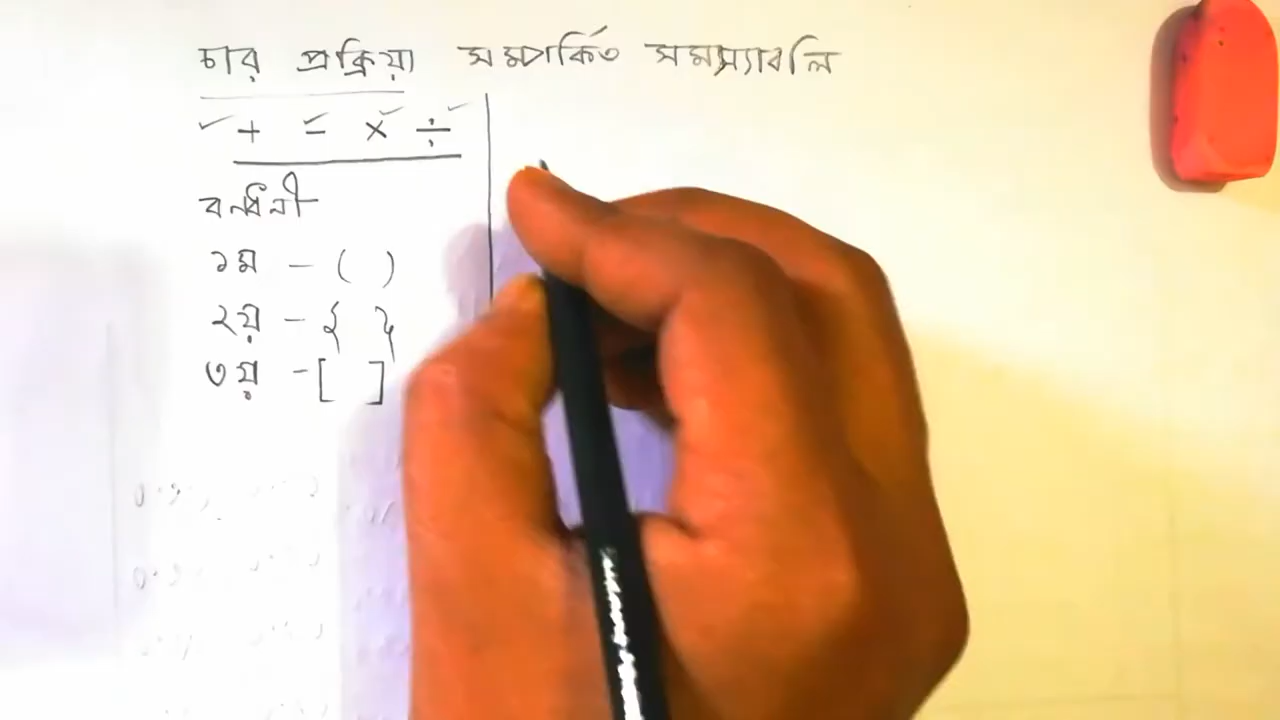 চার প্রক্রিয়া সম্পর্কিত সমস্যাবলি
+ - × ÷
বন্ধনী
১ম - ( )
২য় - { }
৩য় - [ ]